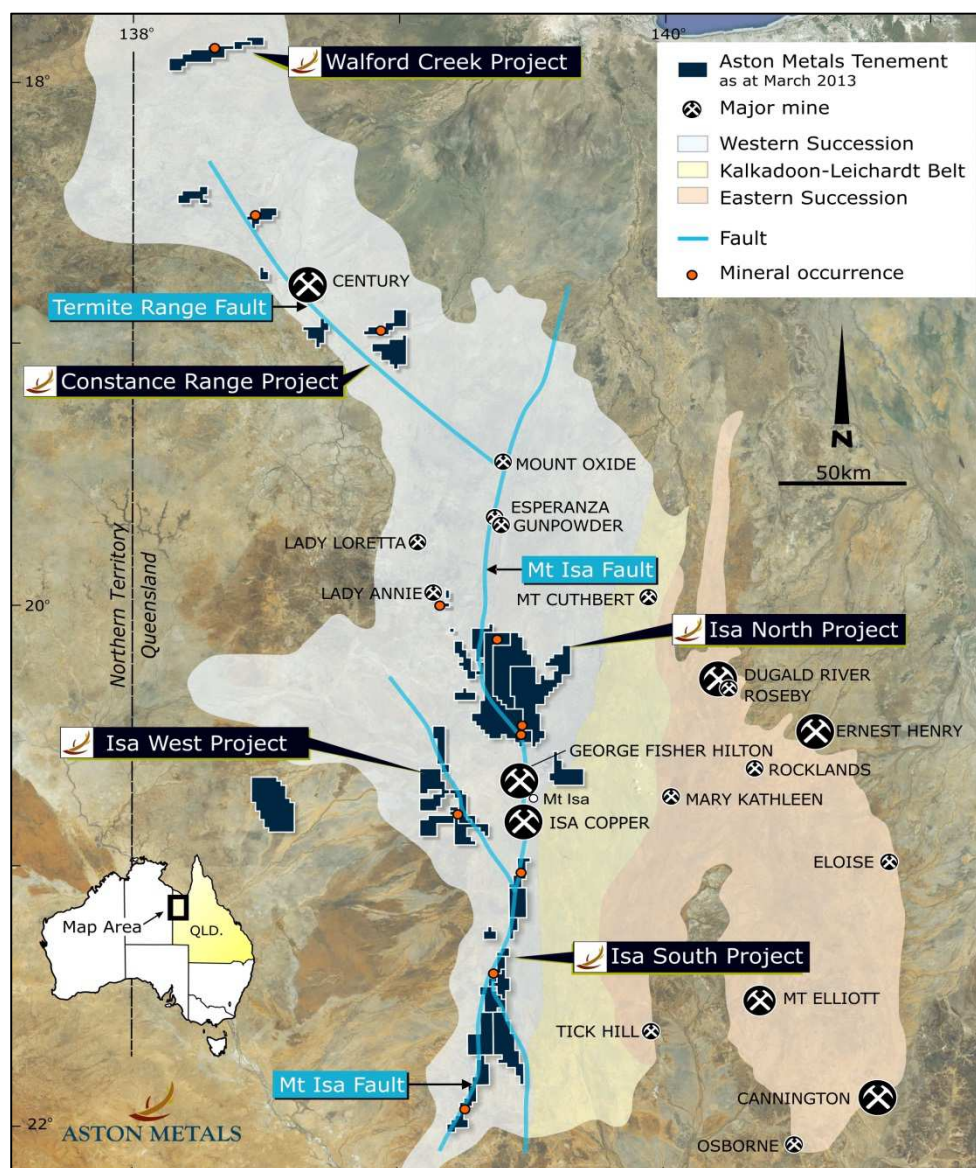 138°
140°
18°
20°
22°
Walford Creek Project
Aston Metals Tenement
as at March 2013
Major mine
Western Succession
Kalkadoon-Leichardt Belt
Eastern Succession
Fault
Mineral occurrence
CENTURY
Termite Range Fault
Constance Range Project
N
50km
MOUNT OXIDE
ESPERANZA
GUNPOWDER
LADY LORETTA
Mt Isa Fault
LADY ANNIE
MT CUTHBERT
Northern Territory
Queensland
Isa North Project
DUGALD RIVER
ROSEBY
ERNEST HENRY
Isa West Project
GEORGE FISHER HILTON
ROCKLANDS
Mt Isa
MARY KATHLEEN
ISA COPPER
ELOISE
Map Area
QLD.
Isa South Project
MT ELLIOTT
TICK HILL
Mt Isa Fault
CANNINGTON
ASTON METALS
OSBORNE